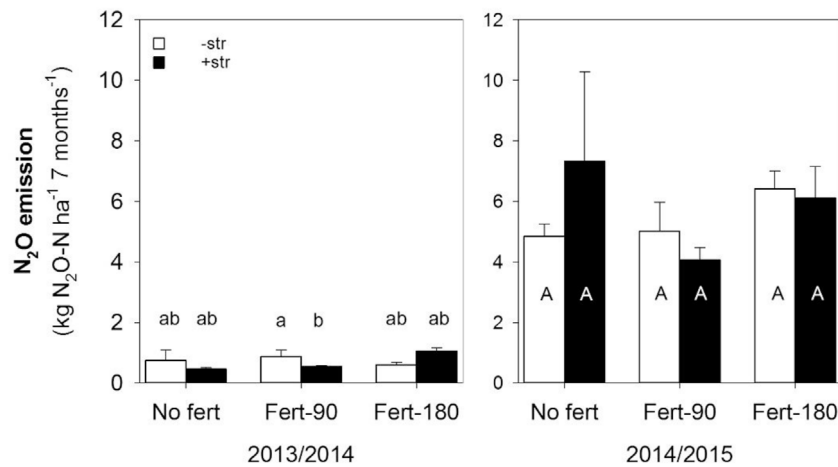 N₂O emission
(kg N₂O-N ha⁻¹ 7 months⁻¹)
12
10
8
6
4
2
0
-str
+str
ab ab
a b
ab ab
No fert Fert-90 Fert-180
2013/2014
12
10
8
6
4
2
0
A A
A A
A A
No fert Fert-90 Fert-180
2014/2015